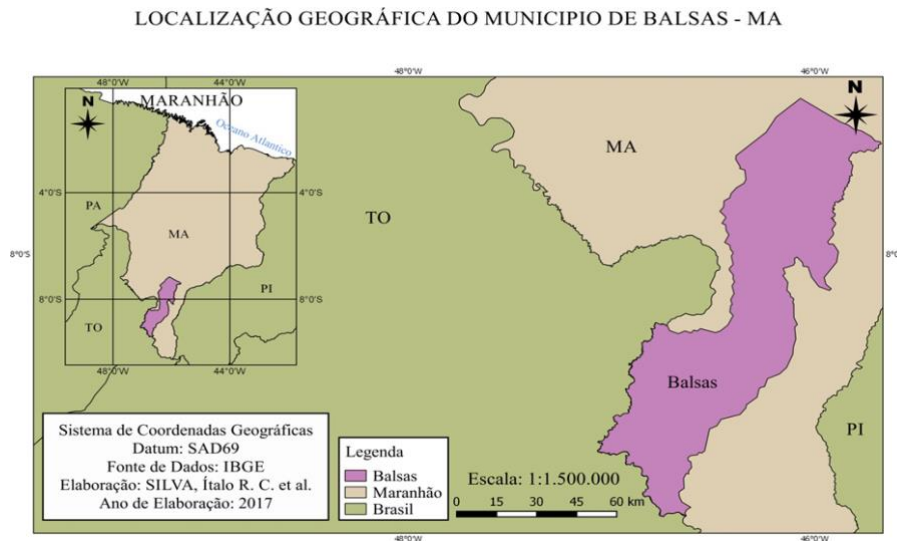 LOCALIZAÇÃO GEOGRÁFICA DO MUNICIPIO DE BALSAS - MA
48°0'W
46°0'W
48°0'W
44°0'W
N
MARANHÃO
Oceano Atlantico
4°0'S
4°0'S
PA
MA
PI
8°0'S
8°0'S
TO
48°0'W
44°0'W
N
MA
TO
8°0'S
Balsas
PI
Sistema de Coordenadas Geográficas
Datum: SAD69
Fonte de Dados: IBGE
Elaboração: SILVA, Ítalo R. C. et al.
Ano de Elaboração: 2017
Legenda
Balsas
Maranhão
Brasil
Escala: 1:1.500.000
0 15 30 45 60 km
48°0'W
46°0'W